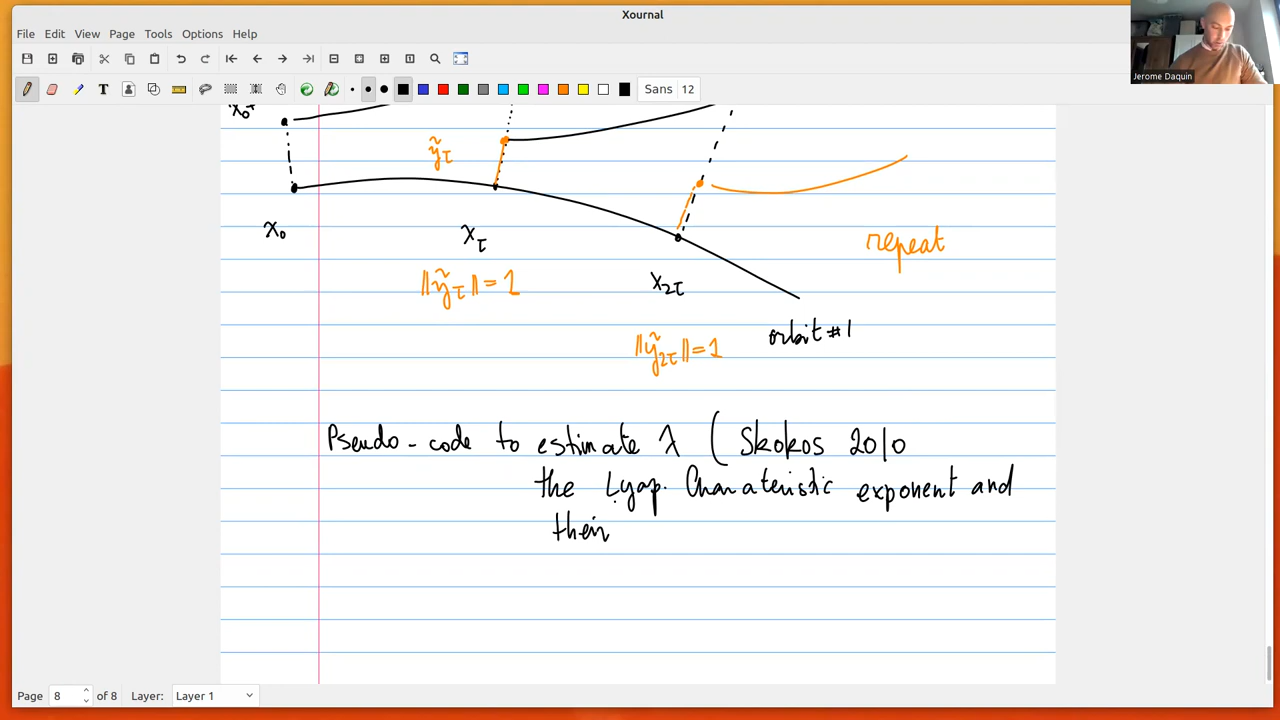 Xournal
File Edit View Page Tools Options Help
Sans 12
Jerome Daquin
x₀+
ỹτ
x₀
xτ
repeat
||ỹτ|| = 1
x2τ
orbit #1
||ỹ2τ|| = 1
Pseudo - code to estimate λ ( Skokos 2010
the Lyap. Charateristic exponent and
their
Page 8 of 8 Layer: Layer 1